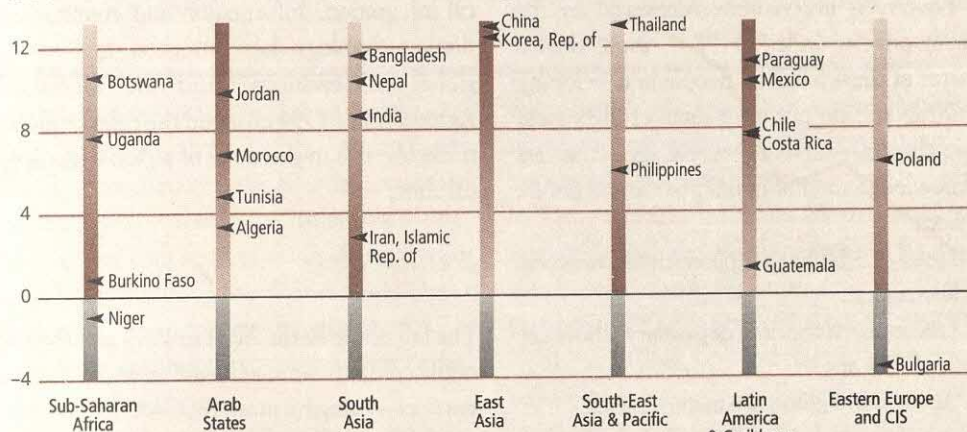 12
8
4
0
–4
Botswana
Uganda
Burkino Faso
Niger
Jordan
Morocco
Tunisia
Algeria
Bangladesh
Nepal
India
Iran, Islamic
Rep. of
China
Korea, Rep. of
Thailand
Philippines
Paraguay
Mexico
Chile
Costa Rica
Guatemala
Poland
Bulgaria
Sub-Saharan
Africa
Arab
States
South
Asia
East
Asia
South-East
Asia & Pacific
Latin
America
Eastern Europe
and CIS